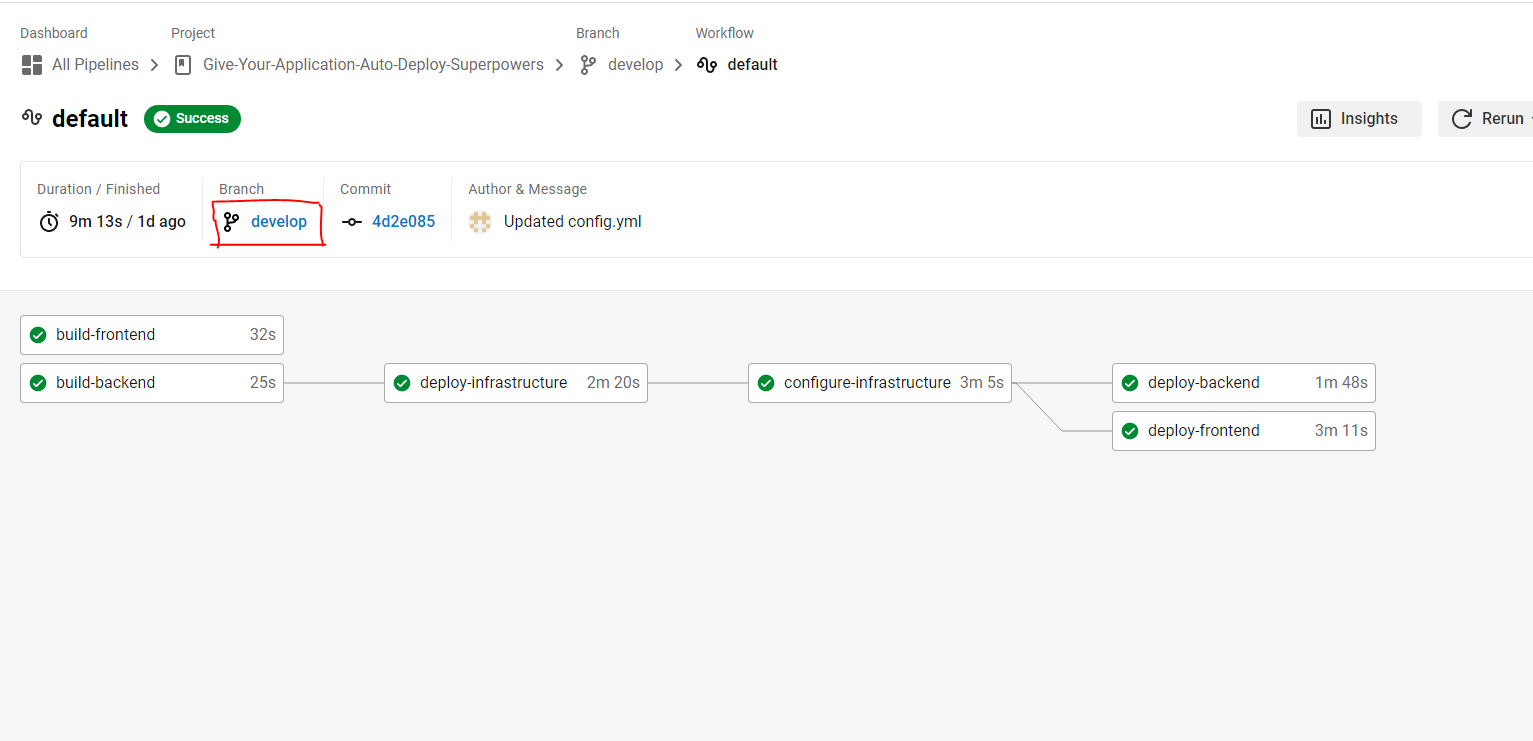 Dashboard Project Branch Workflow
All Pipelines Give-Your-Application-Auto-Deploy-Superpowers develop default
default Success Insights Rerun
Duration / Finished Branch Commit Author & Message
9m 13s / 1d ago develop 4d2e085 Updated config.yml
build-frontend 32s
build-backend 25s deploy-infrastructure 2m 20s configure-infrastructure 3m 5s deploy-backend 1m 48s
deploy-frontend 3m 11s